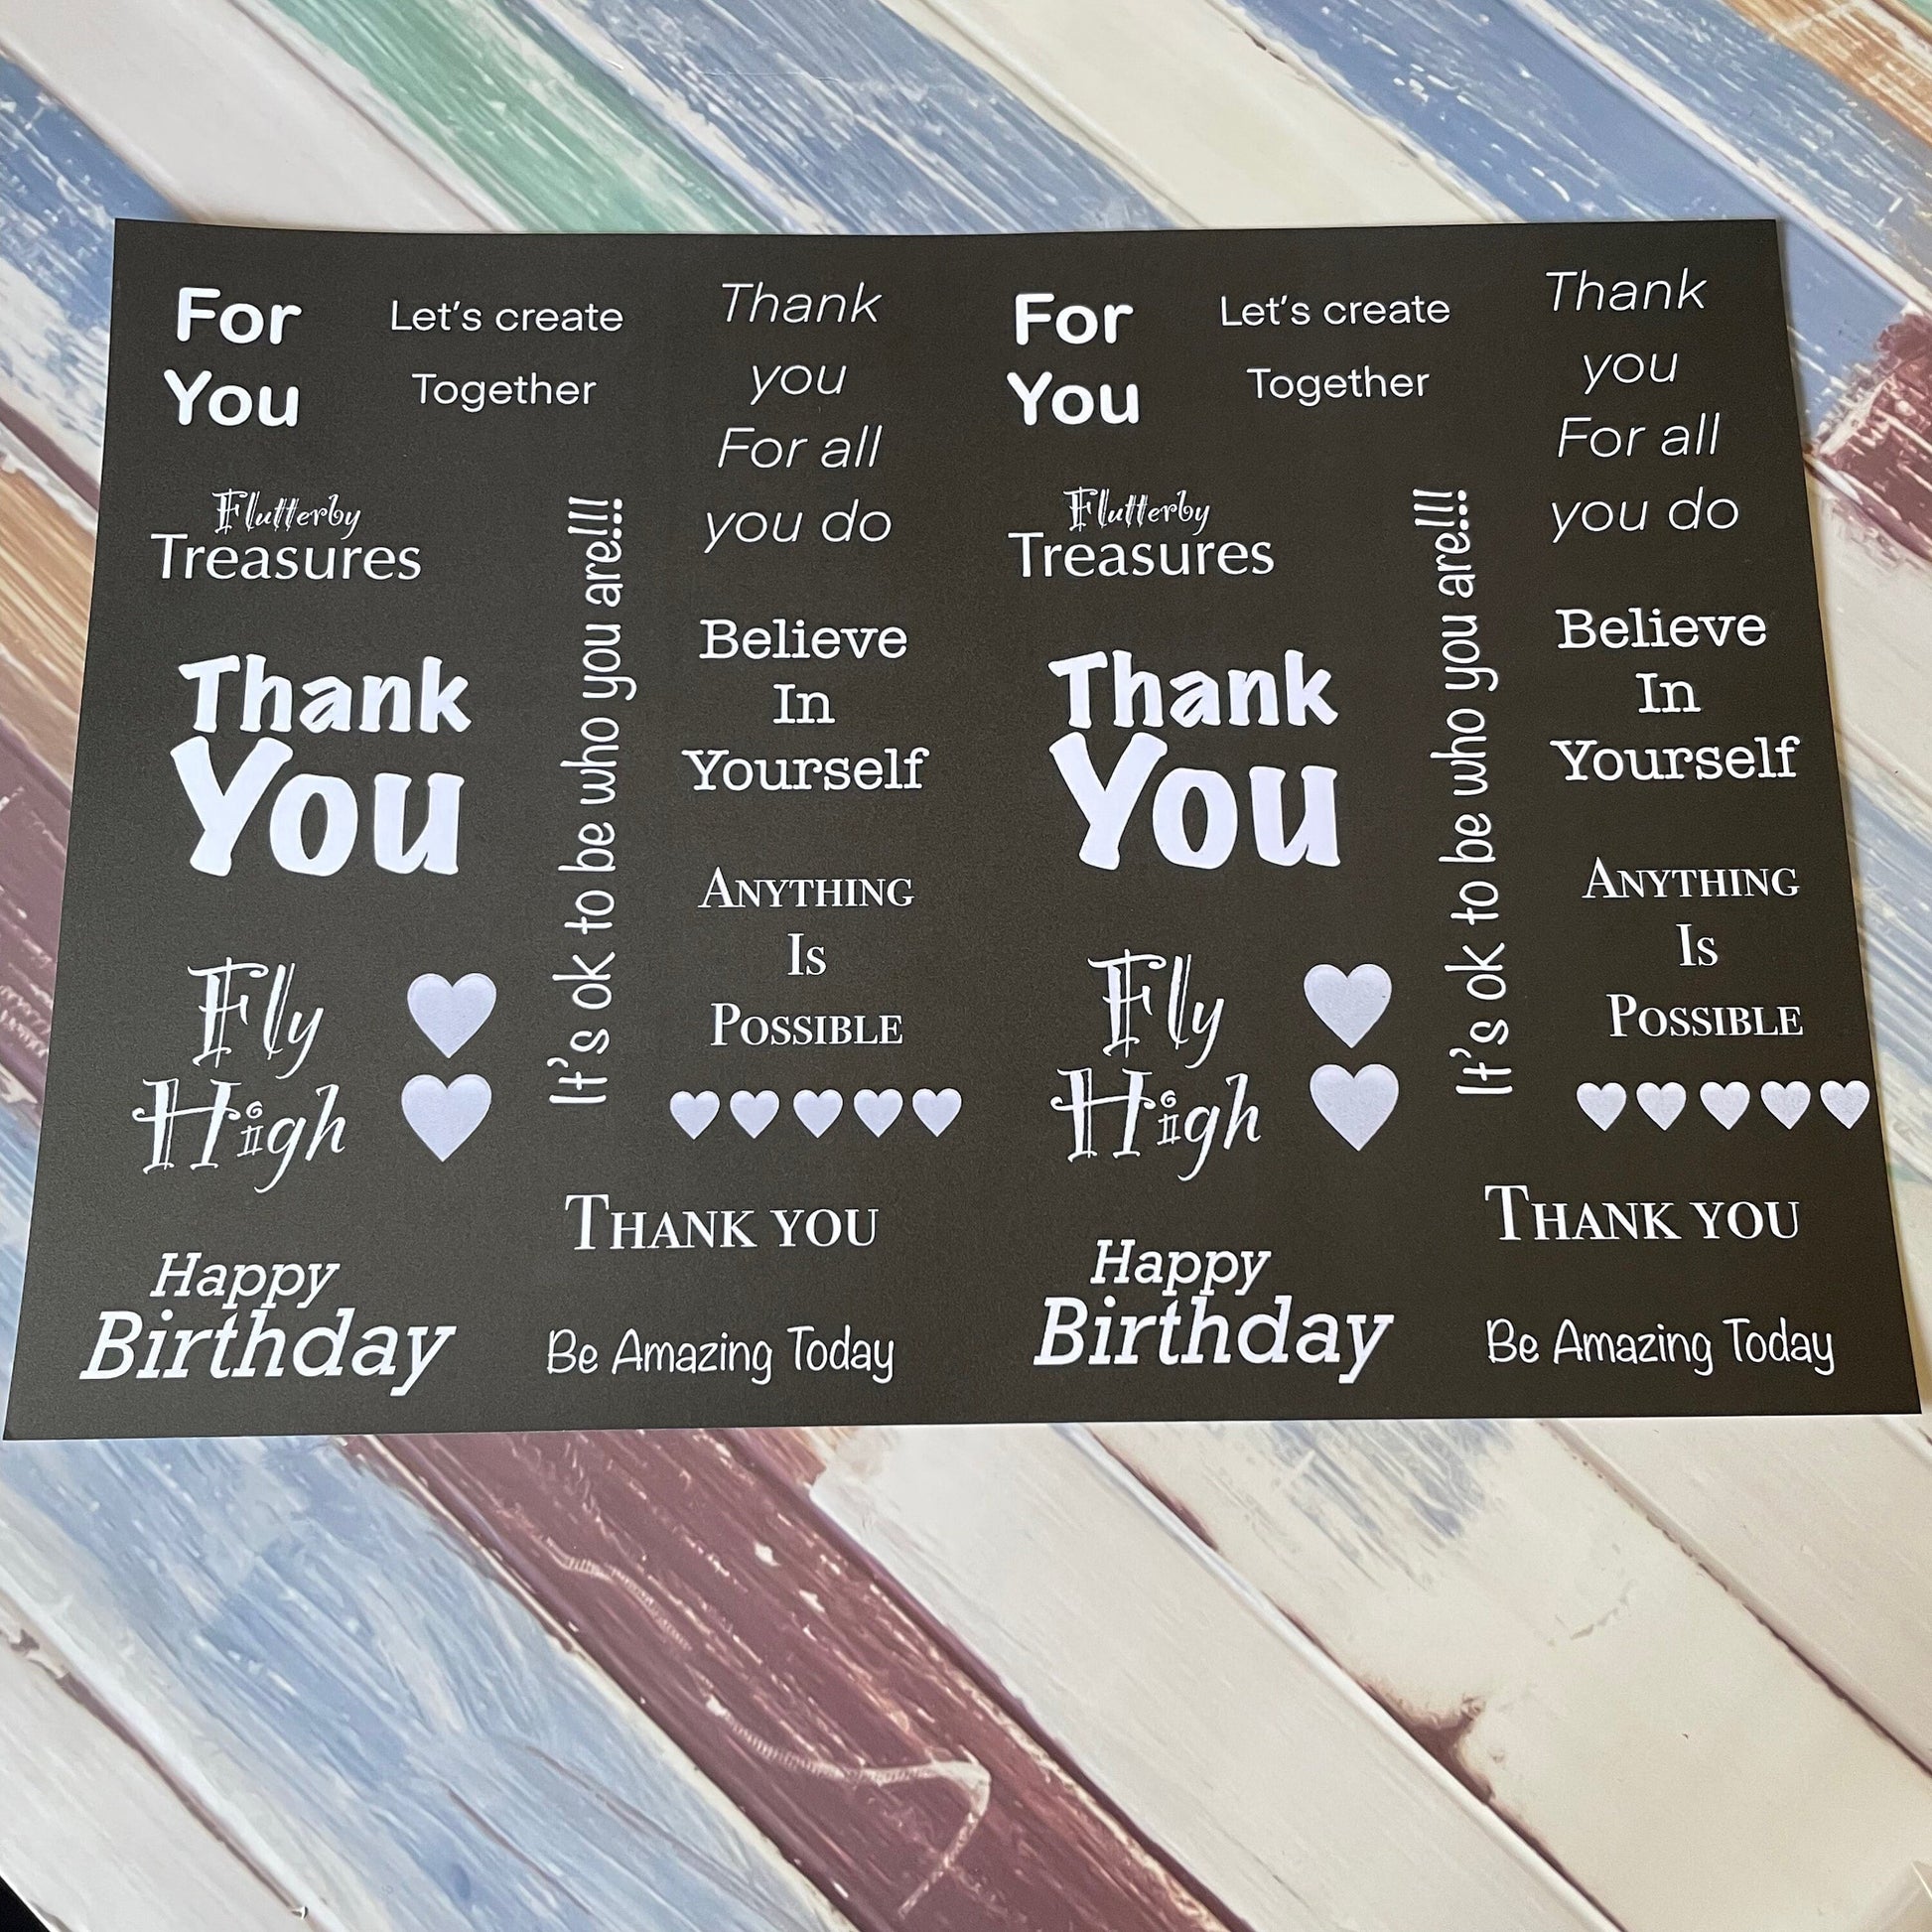 For
You
Let's create
Together
Thank
you
For all
you do
Flutterby
Treasures
It's ok to be who you are!!!
Thank
You
Believe
In
Yourself
Anything
Is
Possible
Fly
High
Thank you
Happy
Birthday
Be Amazing Today
For
You
Let's create
Together
Thank
you
For all
you do
Flutterby
Treasures
It's ok to be who you are!!!
Thank
You
Believe
In
Yourself
Anything
Is
Possible
Fly
High
Thank you
Happy
Birthday
Be Amazing Today